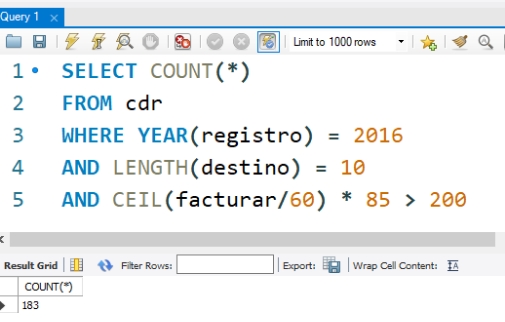 Query 1
Limit to 1000 rows
1 SELECT COUNT(*)
2 FROM cdr
3 WHERE YEAR(registro) = 2016
4 AND LENGTH(destino) = 10
5 AND CEIL(facturar/60) * 85 > 200
Result Grid Filter Rows: Export: Wrap Cell Content: IA
COUNT(*)
183